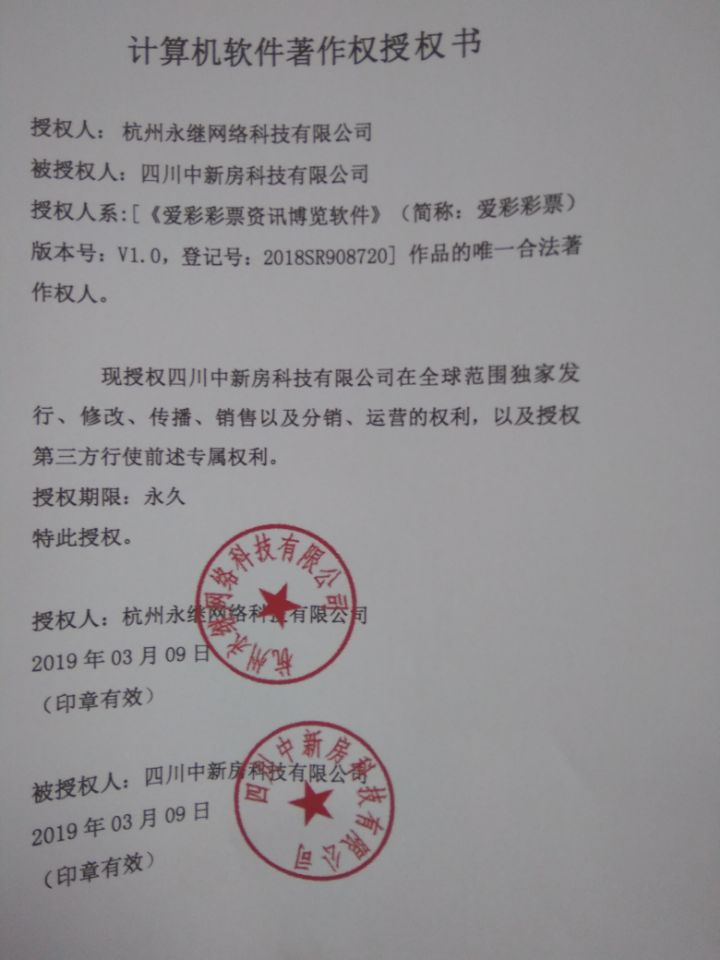 计算机软件著作权授权书
授权人：杭州永继网络科技有限公司
被授权人：四川中新房科技有限公司
授权人系:[《爱彩彩票资讯博览软件》（简称：爱彩彩票）
版本号：V1.0，登记号：2018SR908720] 作品的唯一合法著
作权人。
现授权四川中新房科技有限公司在全球范围独家发
行、修改、传播、销售以及分销、运营的权利，以及授权
第三方行使前述专属权利。
授权期限：永久
特此授权。
杭州永继网络科技有限公司
授权人：杭州永继网络科技有限公司
2019 年 03 月 09 日
（印章有效）
四川中新房科技有限公司
被授权人：四川中新房科技有限公司
2019 年 03 月 09 日
（印章有效）